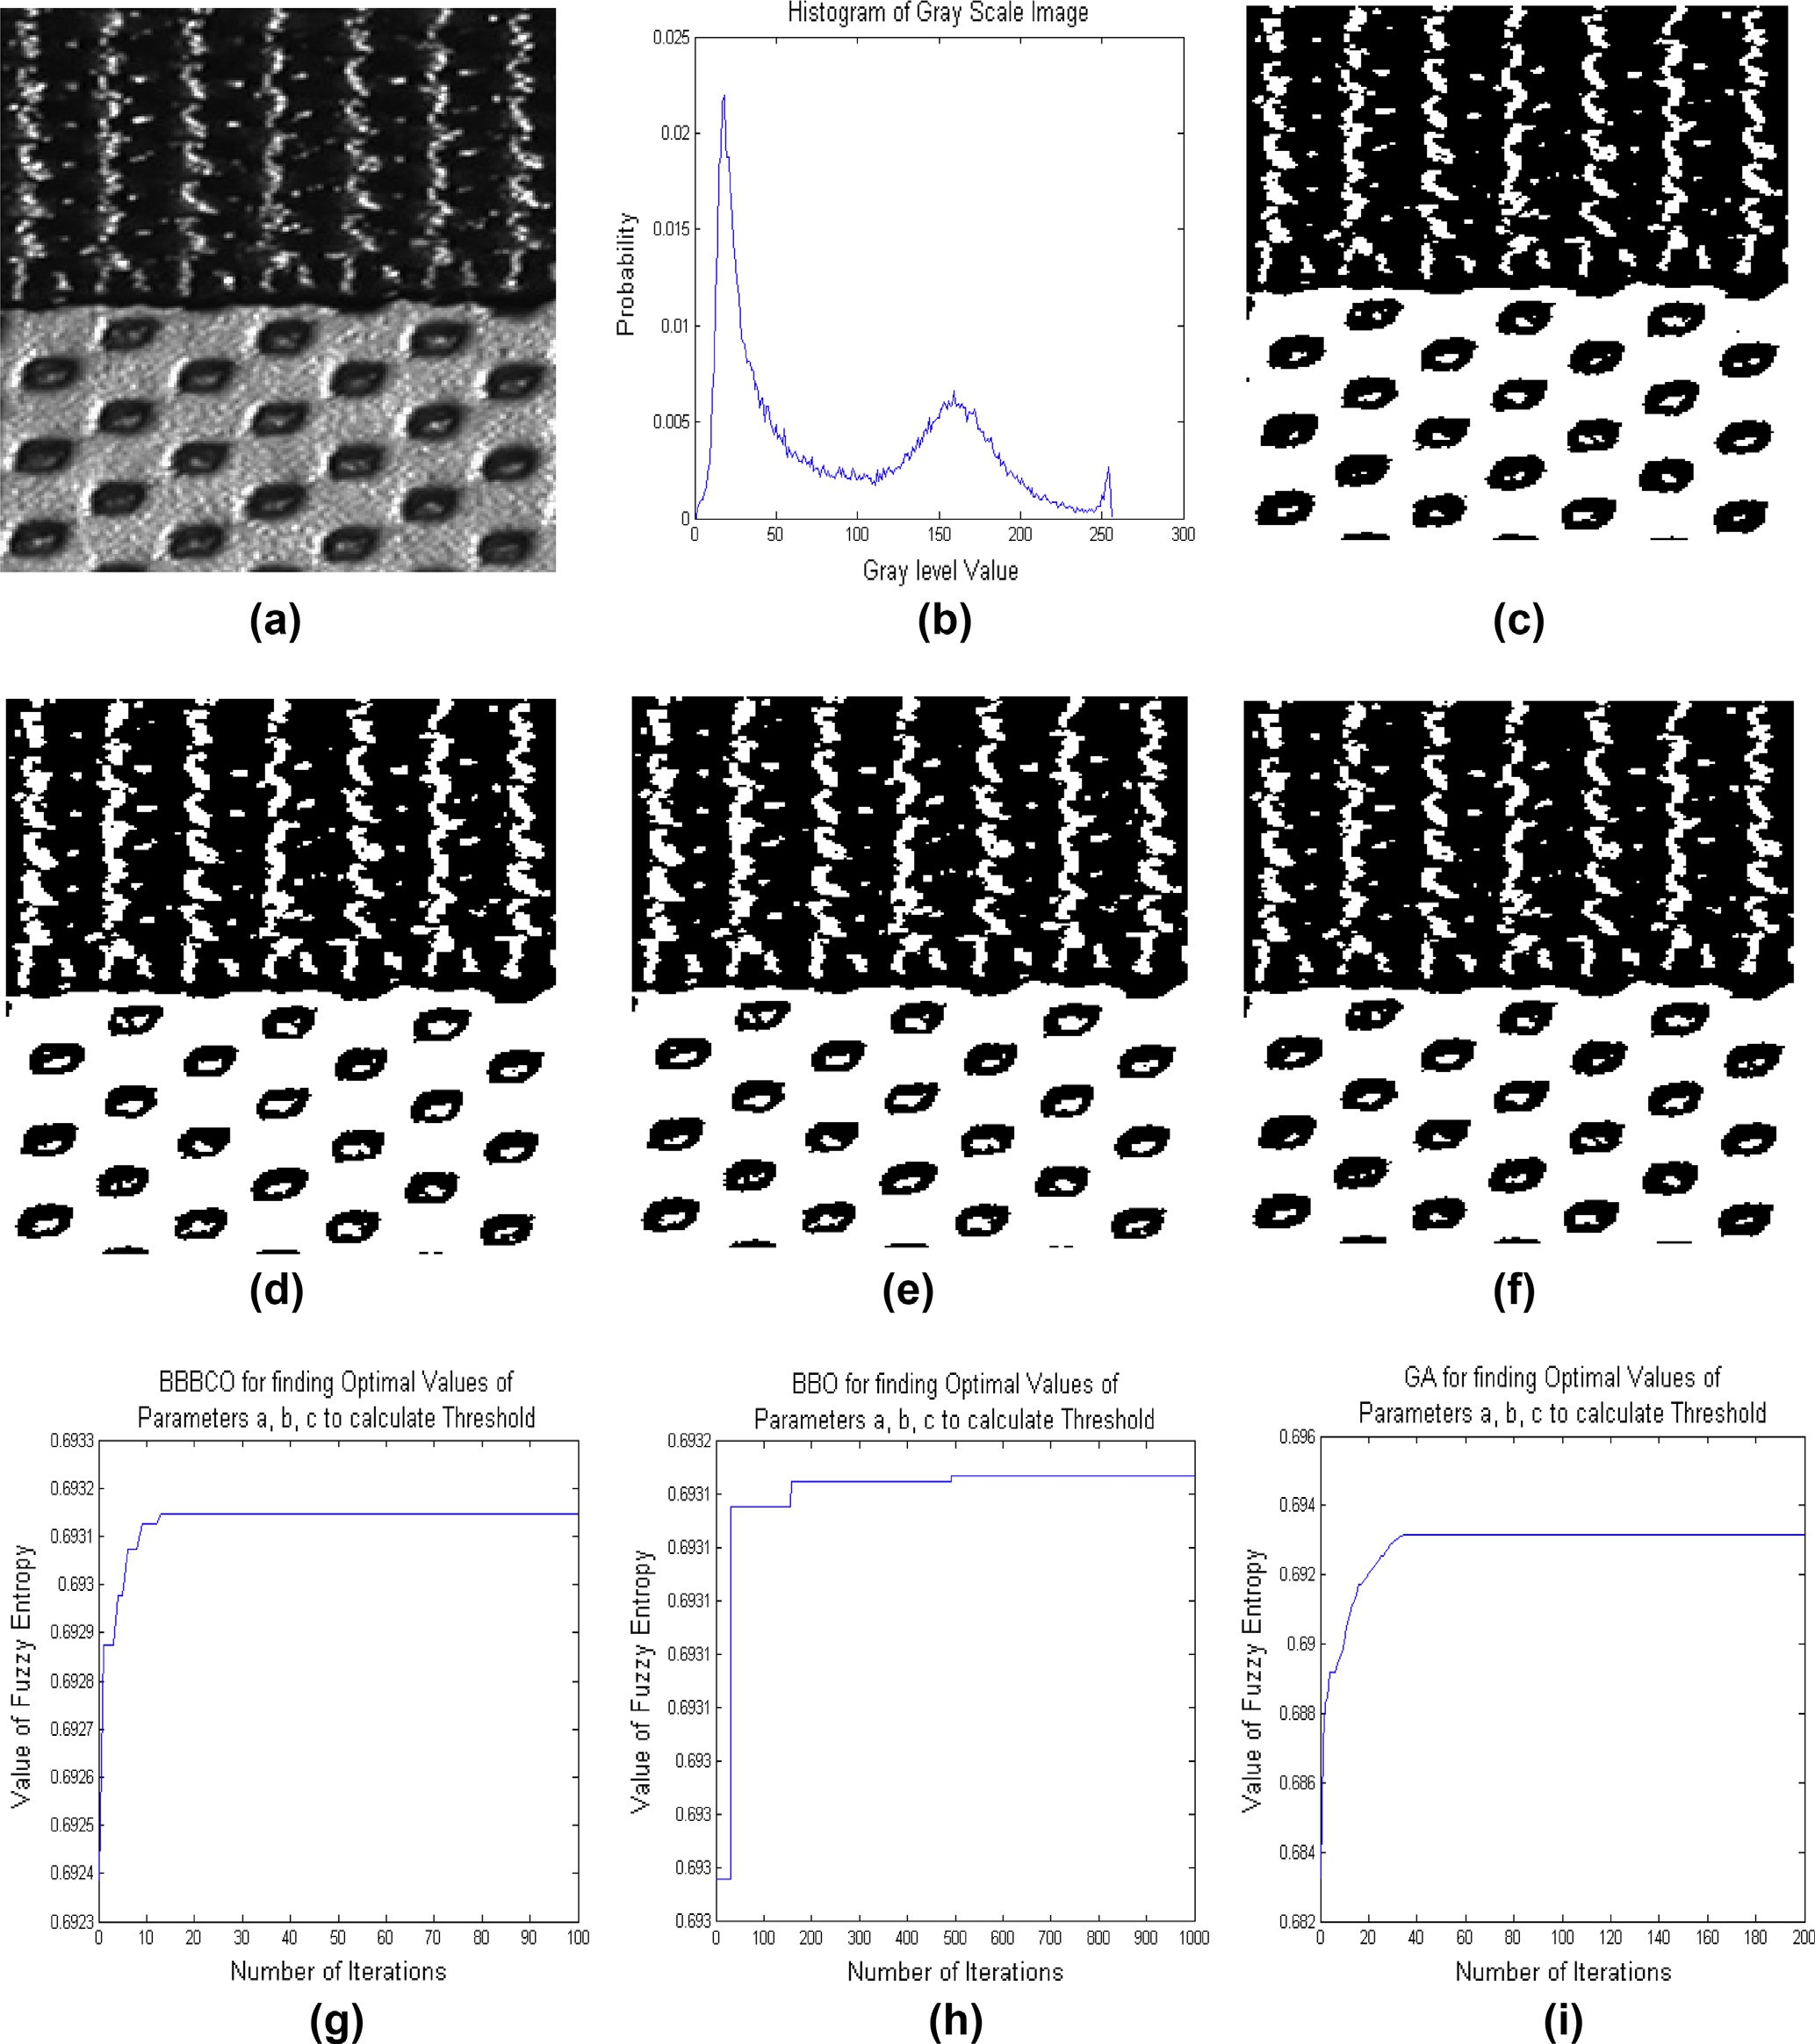 Histogram of Gray Scale Image
0.025
0.02
0.015
0.01
0.005
0
Probability
0 50 100 150 200 250 300
Gray level Value
(a) (b) (c)
(d) (e) (f)
BBBCO for finding Optimal Values of
Parameters a, b, c to calculate Threshold
0.6933
0.6932
0.6931
0.693
0.6929
0.6928
0.6927
0.6926
0.6925
0.6924
0.6923
Value of Fuzzy Entropy
0 10 20 30 40 50 60 70 80 90 100
Number of Iterations
(g)
BBO for finding Optimal Values of
Parameters a, b, c to calculate Threshold
0.6932
0.6931
0.6931
0.6931
0.6931
0.6931
0.693
0.693
0.693
0.693
Value of Fuzzy Entropy
0 100 200 300 400 500 600 700 800 900 1000
Number of Iterations
(h)
GA for finding Optimal Values of
Parameters a, b, c to calculate Threshold
0.696
0.694
0.692
0.69
0.688
0.686
0.684
0.682
Value of Fuzzy Entropy
0 20 40 60 80 100 120 140 160 180 200
Number of Iterations
(i)